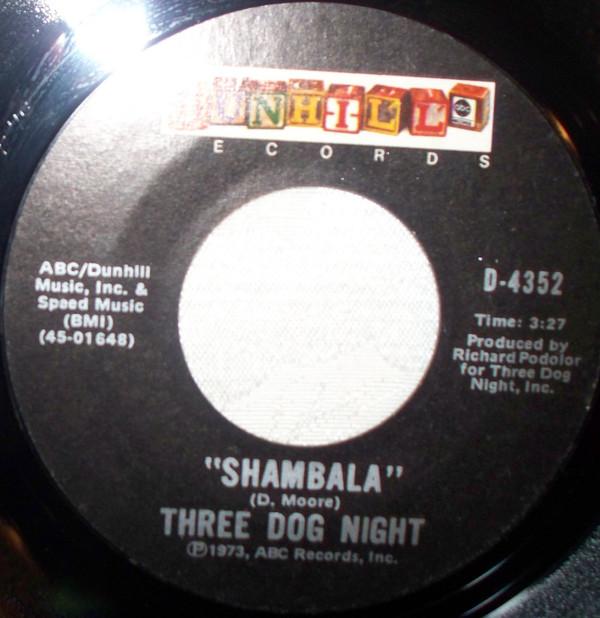 DUNHILL abc
RECORDS
ABC/Dunhill
Music, Inc. &
Speed Music
(BMI)
(45-01648)
D-4352
Time: 3:27
Produced by
Richard Podolor
for Three Dog
Night, Inc.
"SHAMBALA"
(D. Moore)
THREE DOG NIGHT
Ⓟ1973, ABC Records, Inc.